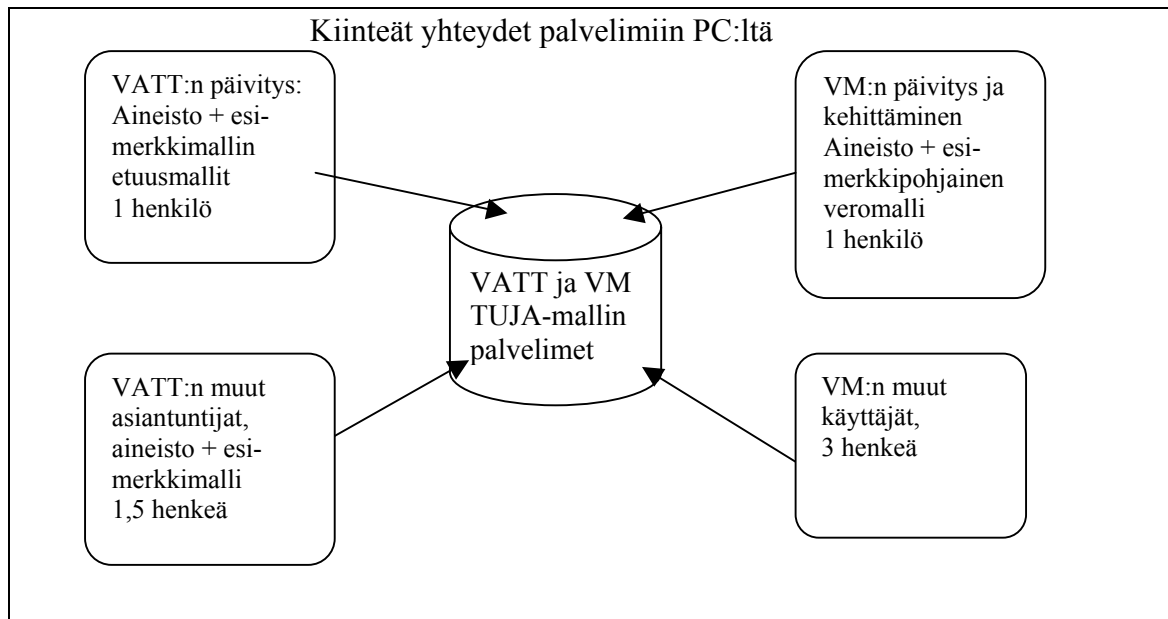 Kiinteät yhteydet palvelimiin PC:ltä
VATT:n päivitys:
Aineisto + esi-
merkkimallin
etuusmallit
1 henkilö
VM:n päivitys ja
kehittäminen
Aineisto + esi-
merkkipohjainen
veromalli
1 henkilö
VATT ja VM
TUJA-mallin
palvelimet
VATT:n muut
asiantuntijat,
aineisto + esi-
merkkimalli
1,5 henkeä
VM:n muut
käyttäjät,
3 henkeä